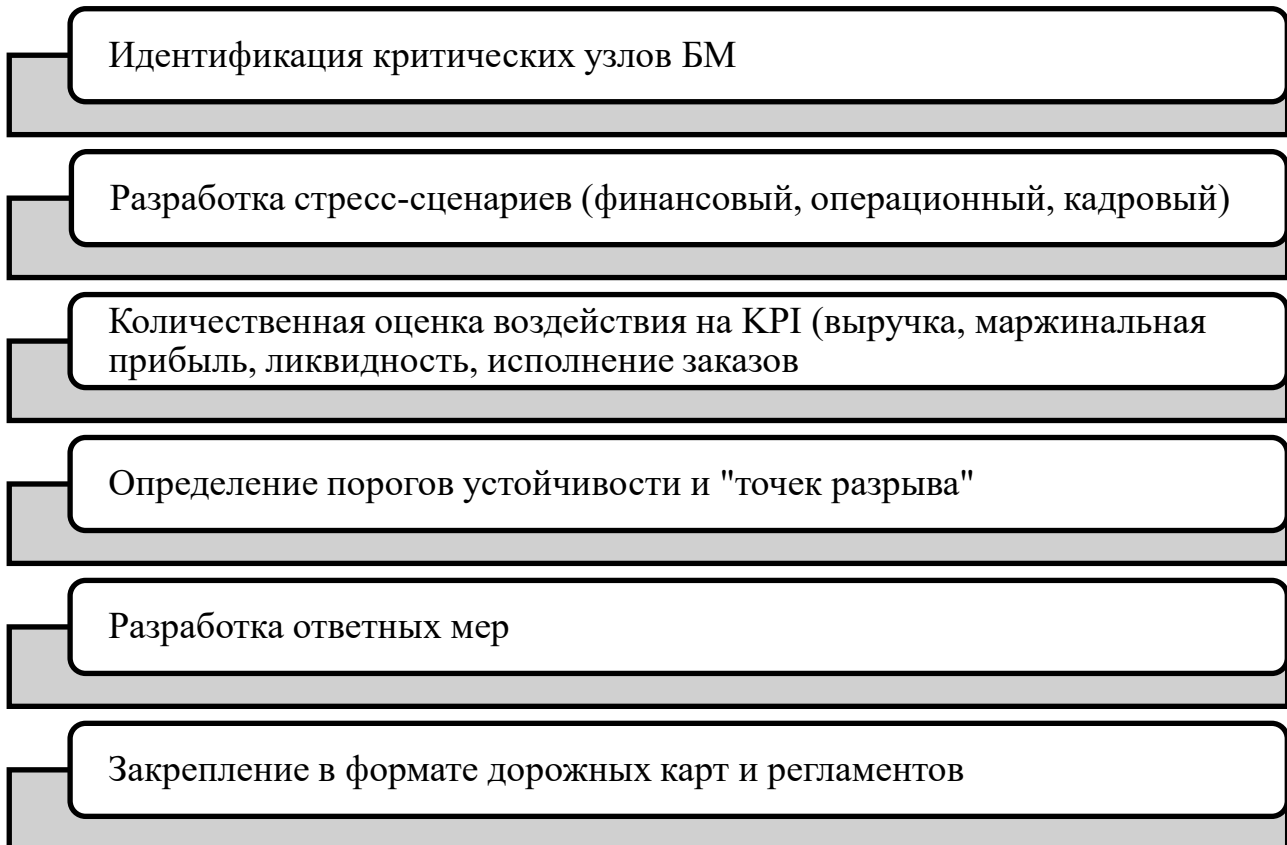 Идентификация критических узлов БМ
Разработка стресс-сценариев (финансовый, операционный, кадровый)
Количественная оценка воздействия на KPI (выручка, маржинальная
прибыль, ликвидность, исполнение заказов
Определение порогов устойчивости и "точек разрыва"
Разработка ответных мер
Закрепление в формате дорожных карт и регламентов